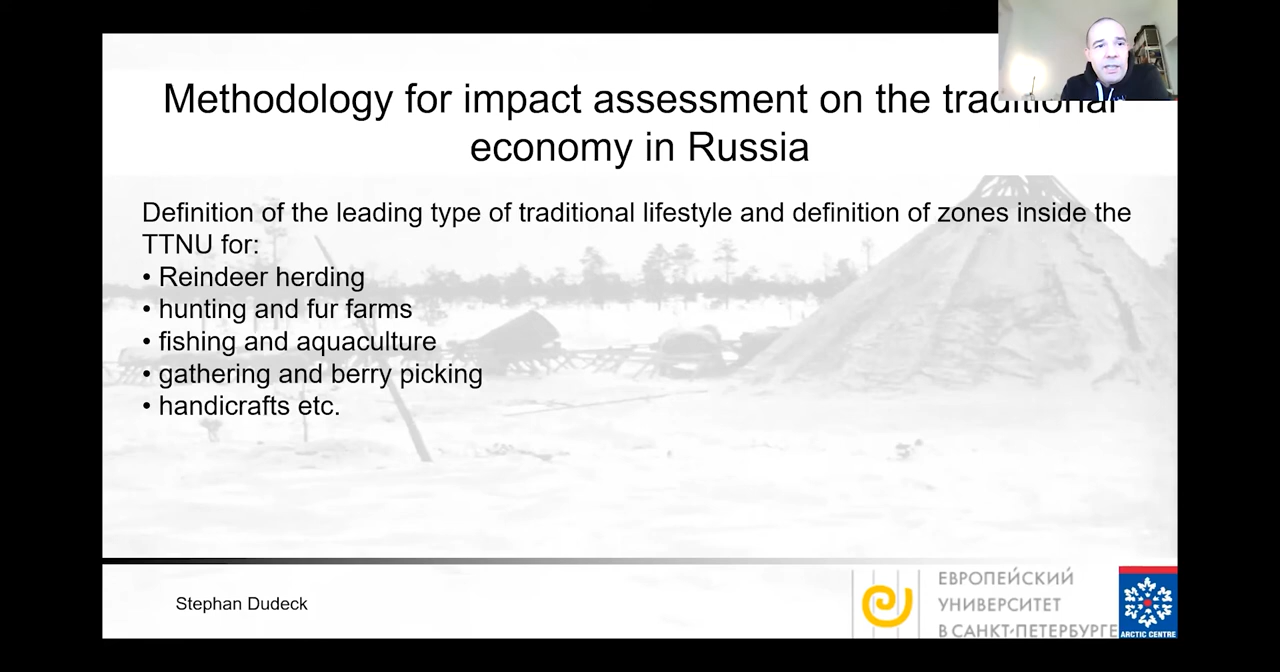 Methodology for impact assessment on the traditional
economy in Russia
Definition of the leading type of traditional lifestyle and definition of zones inside the
TTNU for:
• Reindeer herding
• hunting and fur farms
• fishing and aquaculture
• gathering and berry picking
• handicrafts etc.
Stephan Dudeck
ЕВРОПЕЙСКИЙ
УНИВЕРСИТЕТ
В САНКТ-ПЕТЕРБУРГЕ
ARCTIC CENTRE